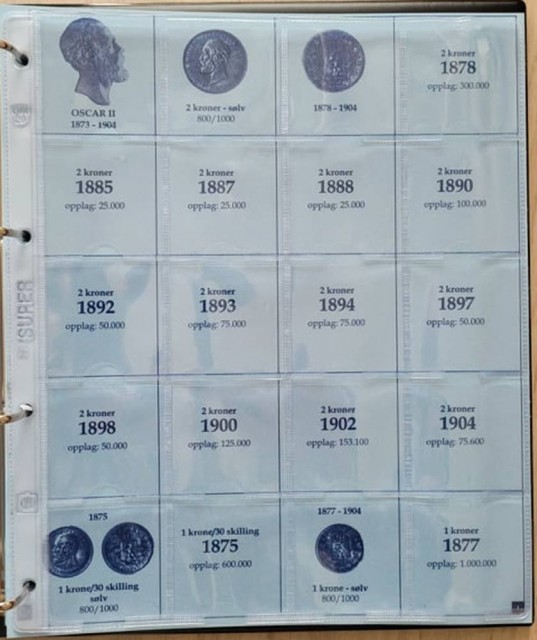 OSCAR II
1873 - 1904
2 kroner - sølv
800/1000
1878 - 1904
2 kroner
1878
opplag: 300.000
2 kroner
1885
opplag: 25.000
2 kroner
1887
opplag: 25.000
2 kroner
1888
opplag: 25.000
2 kroner
1890
opplag: 100.000
2 kroner
1892
opplag: 50.000
2 kroner
1893
opplag: 75.000
2 kroner
1894
opplag: 75.000
2 kroner
1897
opplag: 50.000
2 kroner
1898
opplag: 50.000
2 kroner
1900
opplag: 125.000
2 kroner
1902
opplag: 153.100
2 kroner
1904
opplag: 75.600
1875
1 krone/30 skilling
sølv
800/1000
1 krone/30 skilling
1875
opplag: 600.000
1877 - 1904
1 krone - sølv
800/1000
1 kroner
1877
opplag: 1.000.000